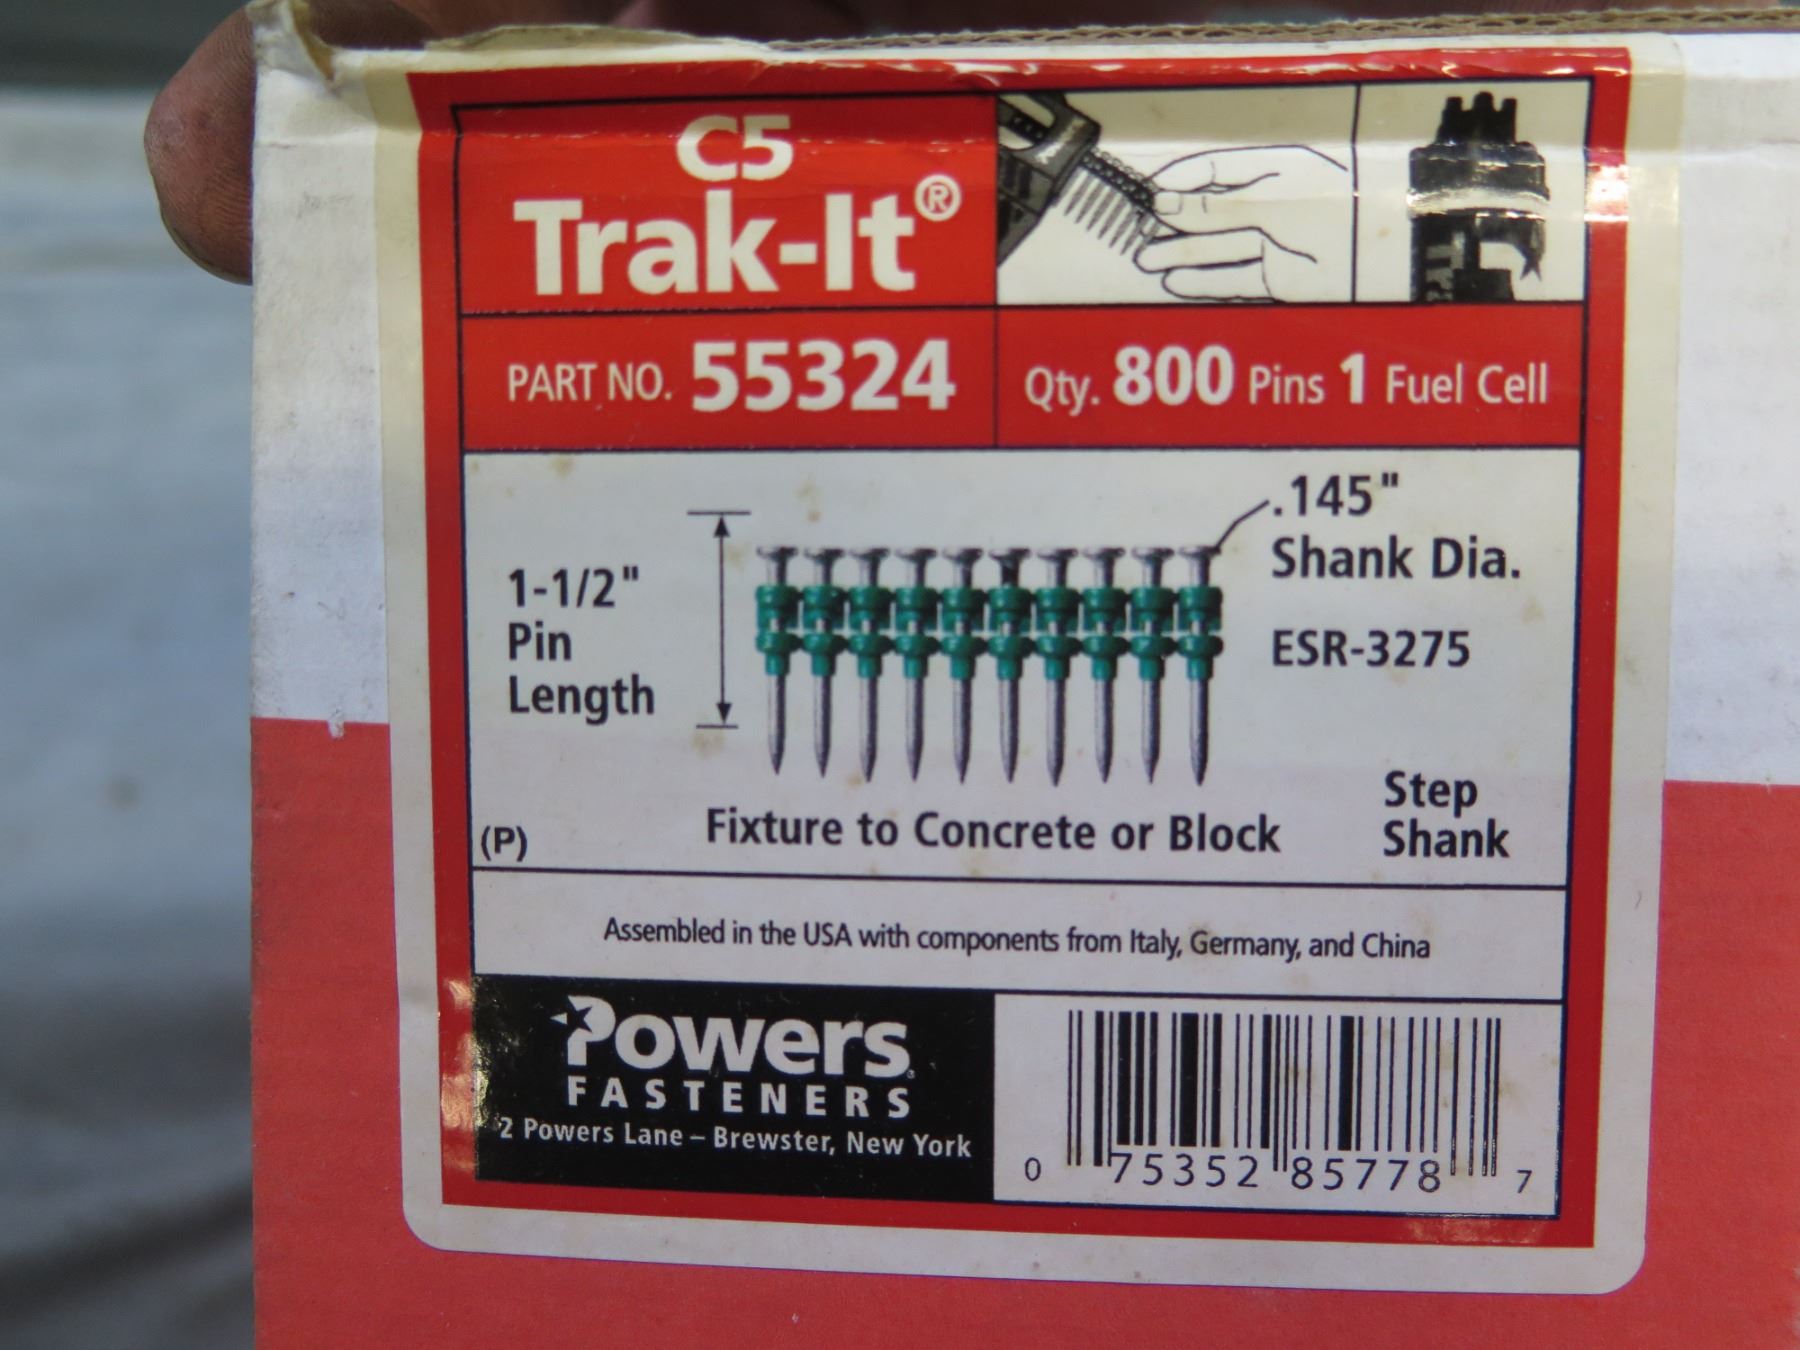 C5
Trak-It®
PART NO. 55324
Qty. 800 Pins 1 Fuel Cell
1-1/2"
Pin
Length
.145"
Shank Dia.
ESR-3275
Step
Shank
(P)
Fixture to Concrete or Block
Assembled in the USA with components from Italy, Germany, and China
Powers
FASTENERS
2 Powers Lane – Brewster, New York
0 75352 85778 7